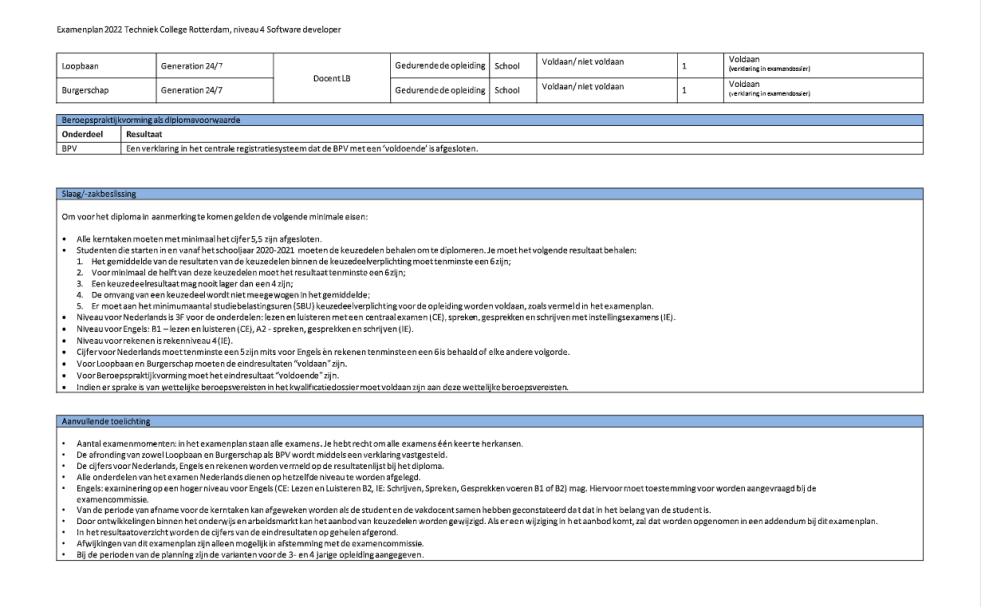 Examenplan 2022 Techniek College Rotterdam, niveau 4 Software developer
Loopbaan Generation 24/7 Docent LB Gedurende de opleiding School Voldaan/ niet voldaan 1 Voldaan
(verklaring in examendossier)
Burgerschap Generation 24/7 Gedurende de opleiding School Voldaan/ niet voldaan 1 Voldaan
(verklaring in examendossier)
Beroepspraktijkvorming als diplomavoorwaarde
Onderdeel Resultaat
BPV Een verklaring in het centrale registratiesysteem dat de BPV met een 'voldoende' is afgesloten.
Slaag/-zakbeslissing
Om voor het diploma in aanmerking te komen gelden de volgende minimale eisen:
• Alle kerntaken moeten met minimaal het cijfer 5,5 zijn afgesloten.
• Studenten die starten in en vanaf het schooljaar 2020-2021 moeten de keuzedelen behalen om te diplomeren. Je moet het volgende resultaat behalen:
1. Het gemiddelde van de resultaten van de keuzedelen binnen de keuzedeelverplichting moet tenminste een 6 zijn;
2. Voor minimaal de helft van deze keuzedelen moet het resultaat tenminste een 6 zijn;
3. Een keuzedeelresultaat mag nooit lager dan een 4 zijn;
4. De omvang van een keuzedeel wordt niet meegewogen in het gemiddelde;
5. Er moet aan het minimumaantal studiebelastingsuren (SBU) keuzedeelverplichting voor de opleiding worden voldaan, zoals vermeld in het examenplan.
• Niveau voor Nederlands is 3F voor de onderdelen: lezen en luisteren met een centraal examen (CE), spreken, gesprekken en schrijven met instellingsexamens (IE).
• Niveau voor Engels: B1 – lezen en luisteren (CE), A2 - spreken, gesprekken en schrijven (IE).
• Niveau voor rekenen is rekenniveau 4 (IE).
• Cijfer voor Nederlands moet tenminste een 5 zijn mits voor Engels én rekenen tenminste een een 6 is behaald of elke andere volgorde.
• Voor Loopbaan en Burgerschap moeten de eindresultaten "voldaan" zijn.
• Voor Beroepspraktijkvorming moet het eindresultaat "voldoende" zijn.
• Indien er sprake is van wettelijke beroepsvereisten in het kwalificatiedossier moet voldaan zijn aan deze wettelijke beroepsvereisten.
Aanvullende toelichting
• Aantal examenmomenten: in het examenplan staan alle examens. Je hebt recht om alle examens één keer te herkansen.
• De afronding van zowel Loopbaan en Burgerschap als BPV wordt middels een verklaring vastgesteld.
• De cijfers voor Nederlands, Engels en rekenen worden vermeld op de resultatenlijst bij het diploma.
• Alle onderdelen van het examen Nederlands dienen op hetzelfde niveau te worden afgelegd.
• Engels: examinering op een hoger niveau voor Engels (CE: Lezen en Luisteren B2, IE: Schrijven, Spreken, Gesprekken voeren B1 of B2) mag. Hiervoor moet toestemming voor worden aangevraagd bij de
examencommissie.
• Van de periode van afname voor de kerntaken kan afgeweken worden als de student en de vakdocent samen hebben geconstateerd dat dat in het belang van de student is.
• Door ontwikkelingen binnen het onderwijs en arbeidsmarkt kan het aanbod van keuzedelen worden gewijzigd. Als er een wijziging in het aanbod komt, zal dat worden opgenomen in een addendum bij dit examenplan.
• In het resultaatoverzicht worden de cijfers van de eindresultaten op gehelen afgerond.
• Afwijkingen van dit examenplan zijn alleen mogelijk in afstemming met de examencommissie.
• Bij de perioden van de planning zijn de varianten voor de 3- en 4 jarige opleiding aangegeven.